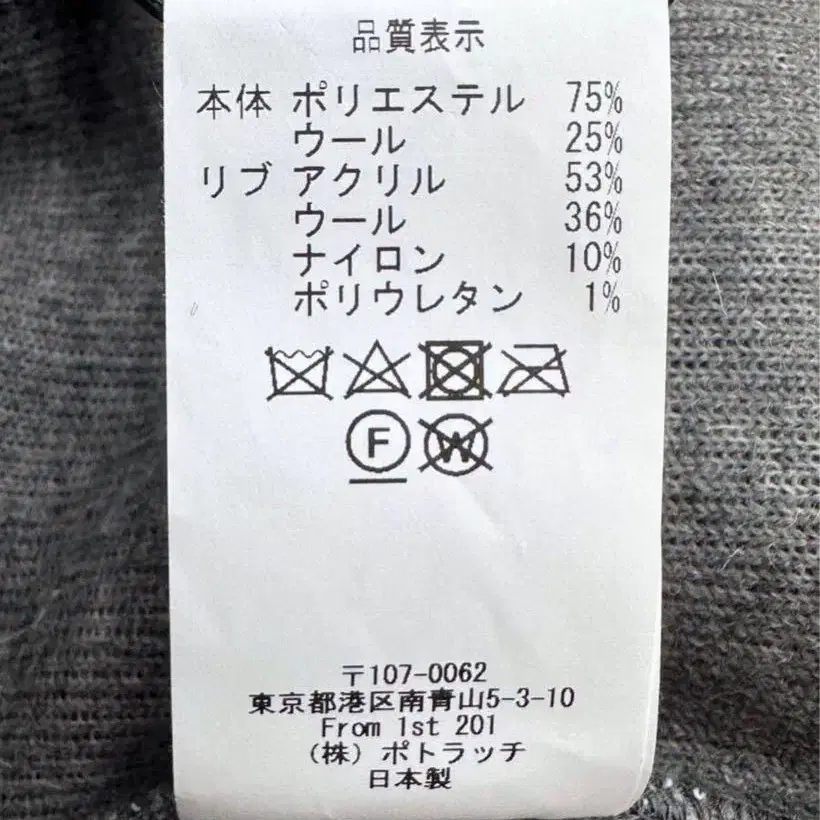 品質表示
本体 ポリエステル 75%
ウール 25%
リブ アクリル 53%
ウール 36%
ナイロン 10%
ポリウレタン 1%
F W
〒107-0062
東京都港区南青山5-3-10
From 1st 201
(株) ポトラッチ
日本製